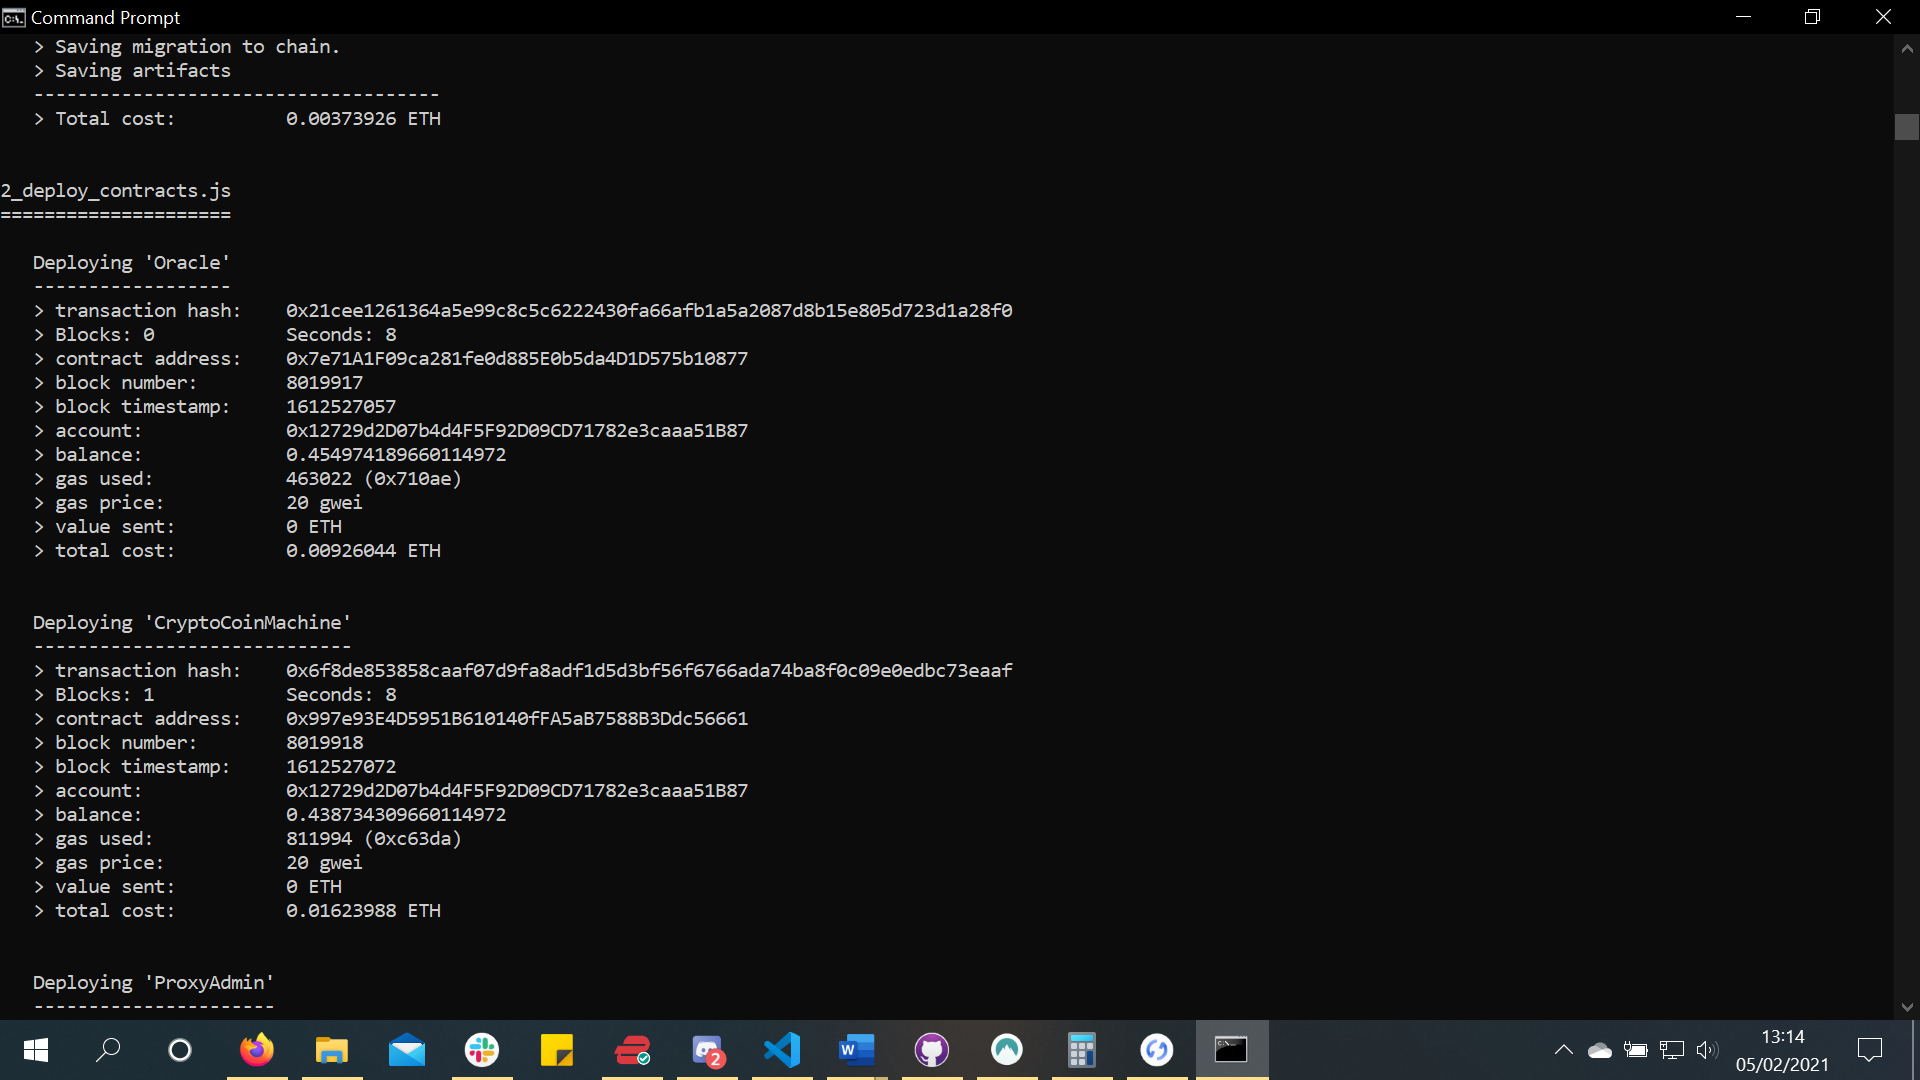 Command Prompt
> Saving migration to chain.
> Saving artifacts
-------------------------------------
> Total cost: 0.00373926 ETH
2_deploy_contracts.js
=====================
Deploying 'Oracle'
------------------
> transaction hash: 0x21cee1261364a5e99c8c5c6222430fa66afb1a5a2087d8b15e805d723d1a28f0
> Blocks: 0 Seconds: 8
> contract address: 0x7e71A1F09ca281fe0d885E0b5da4D1D575b10877
> block number: 8019917
> block timestamp: 1612527057
> account: 0x12729d2D07b4d4F5F92D09CD71782e3caaa51B87
> balance: 0.454974189660114972
> gas used: 463022 (0x710ae)
> gas price: 20 gwei
> value sent: 0 ETH
> total cost: 0.00926044 ETH
Deploying 'CryptoCoinMachine'
-----------------------------
> transaction hash: 0x6f8de853858caaf07d9fa8adf1d5d3bf56f6766ada74ba8f0c09e0edbc73eaaf
> Blocks: 1 Seconds: 8
> contract address: 0x997e93E4D5951B610140fFA5aB7588B3Ddc56661
> block number: 8019918
> block timestamp: 1612527072
> account: 0x12729d2D07b4d4F5F92D09CD71782e3caaa51B87
> balance: 0.438734309660114972
> gas used: 811994 (0xc63da)
> gas price: 20 gwei
> value sent: 0 ETH
> total cost: 0.01623988 ETH
Deploying 'ProxyAdmin'
----------------------
2
W
13:14
05/02/2021